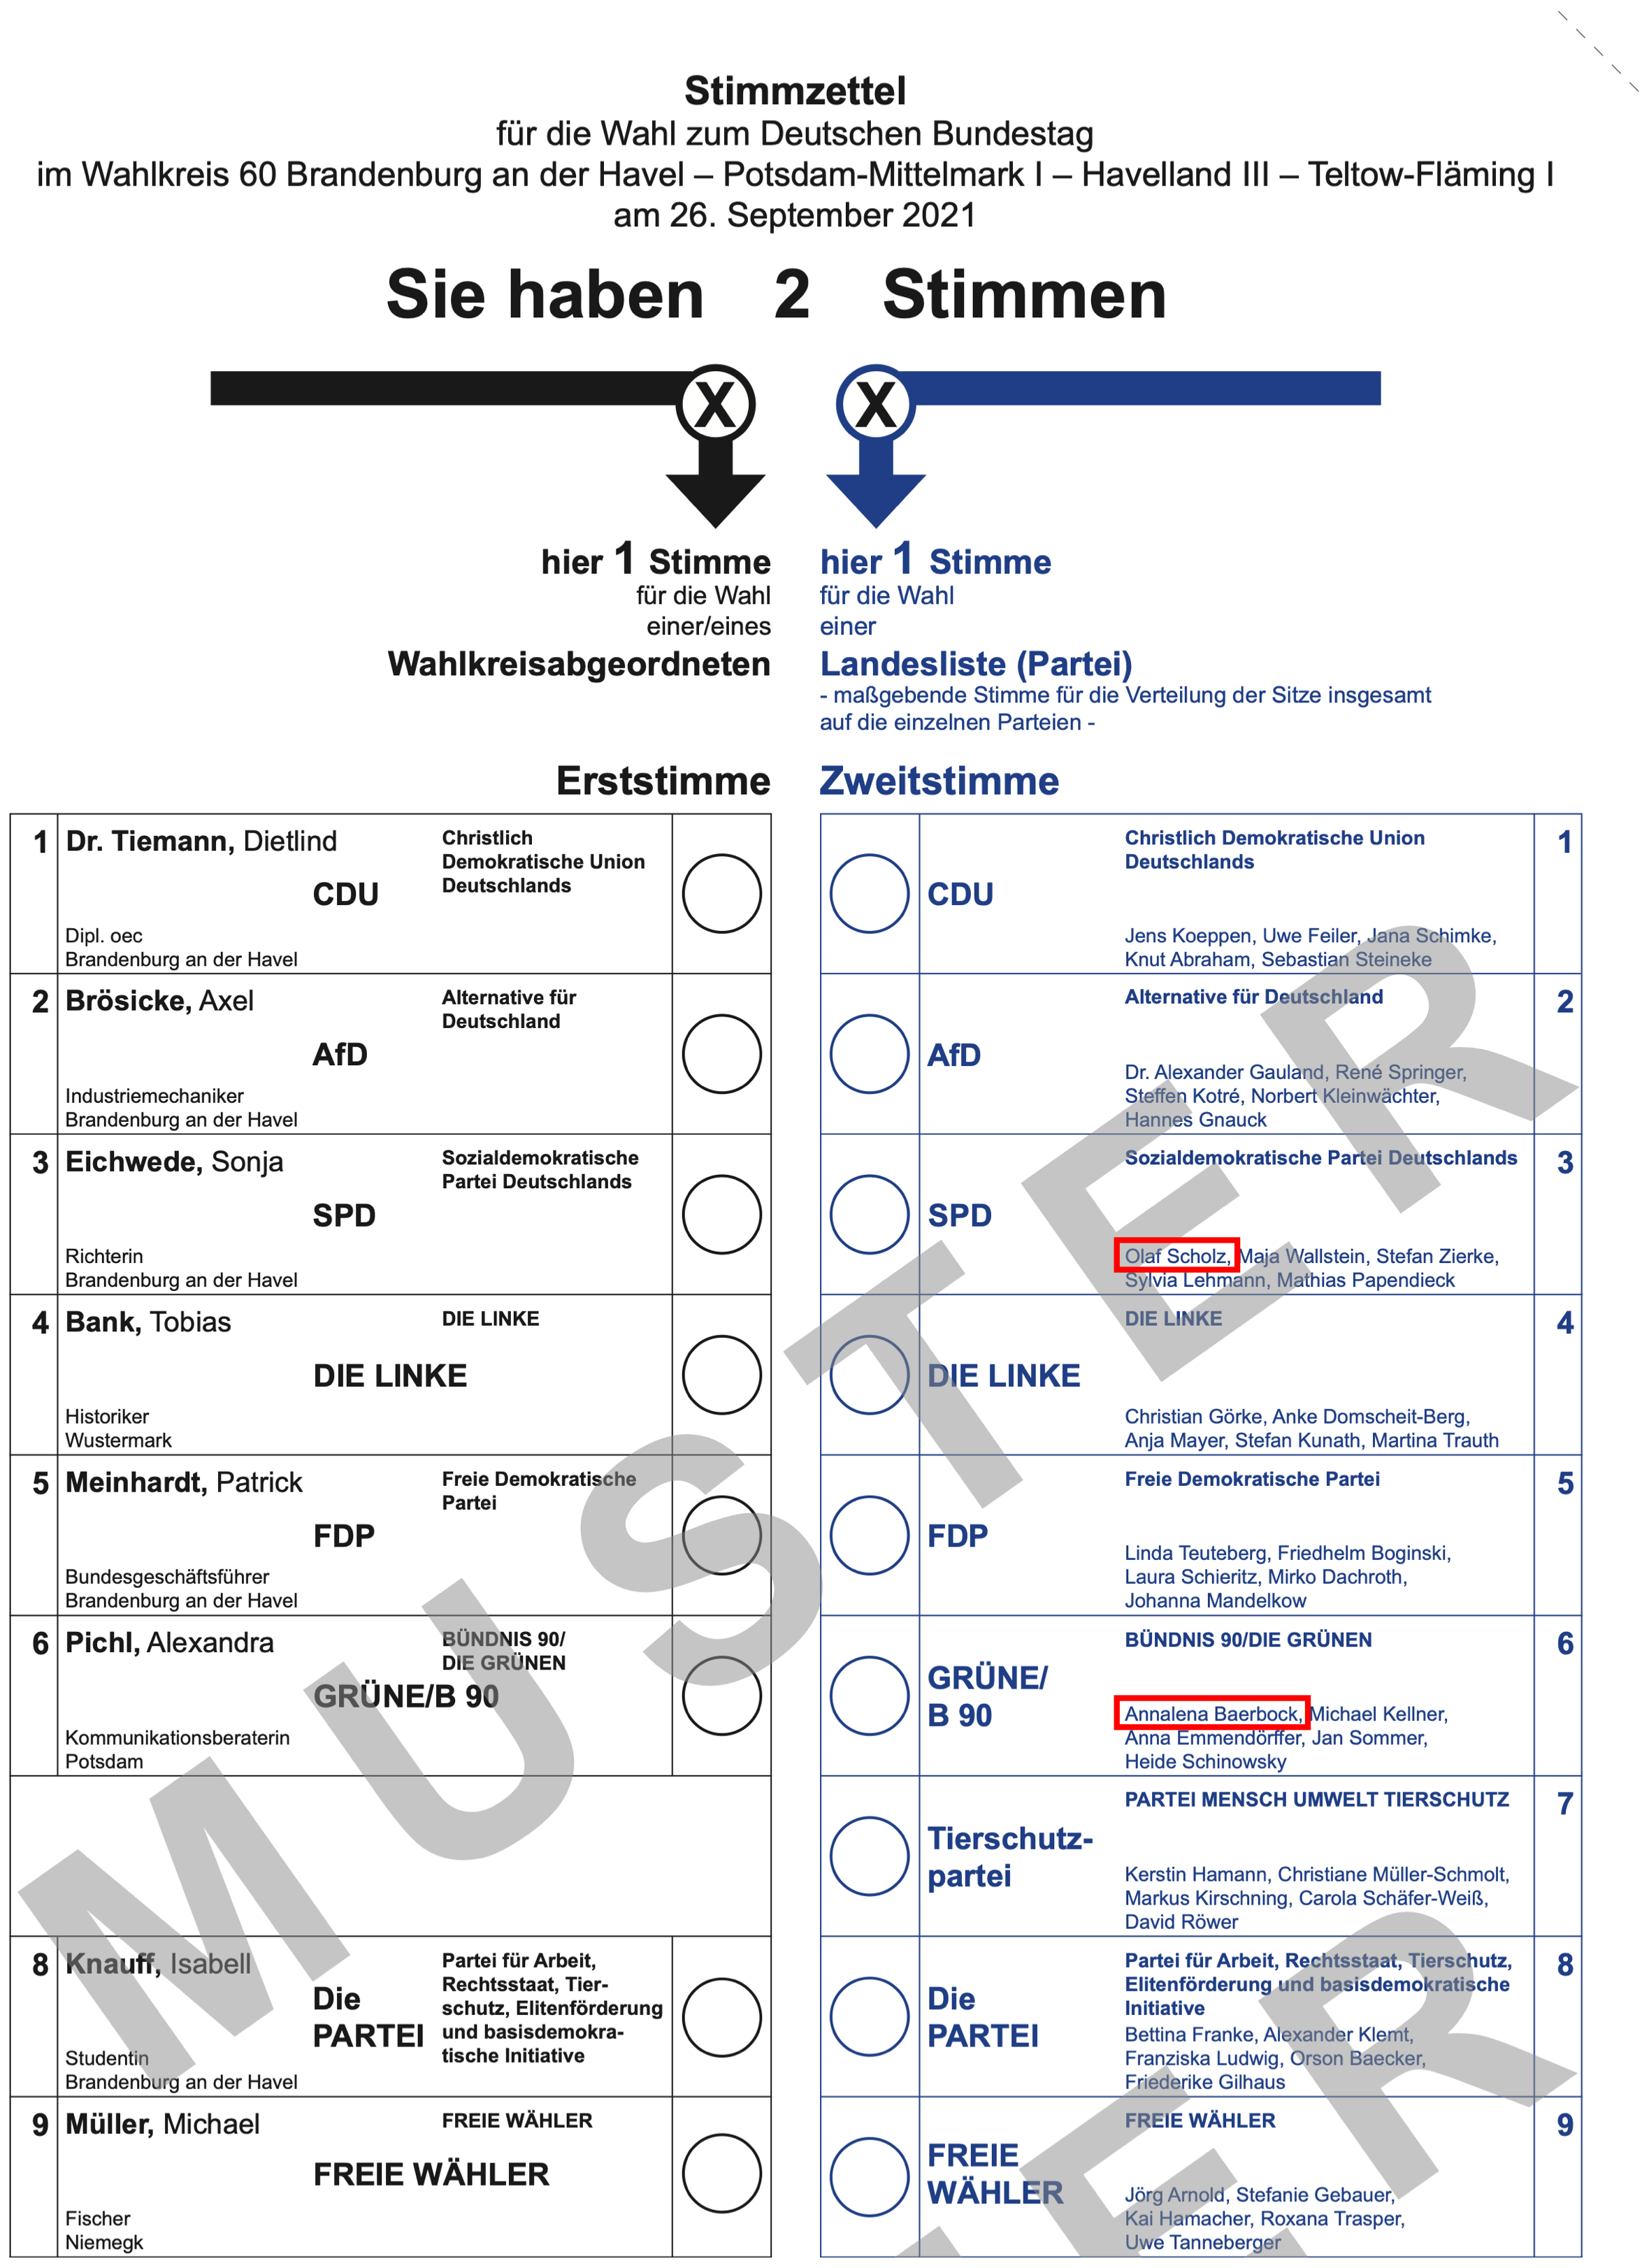 Stimmzettel
für die Wahl zum Deutschen Bundestag
im Wahlkreis 60 Brandenburg an der Havel – Potsdam-Mittelmark I – Havelland III – Teltow-Fläming I
am 26. September 2021
Sie haben 2 Stimmen
X X
hier 1 Stimme
für die Wahl
einer/eines
Wahlkreisabgeordneten
hier 1 Stimme
für die Wahl
einer
Landesliste (Partei)
- maßgebende Stimme für die Verteilung der Sitze insgesamt
auf die einzelnen Parteien -
Erststimme
1 Dr. Tiemann, Dietlind
Christlich
Demokratische Union
Deutschlands
CDU
Dipl. oec
Brandenburg an der Havel
2 Brösicke, Axel
Alternative für
Deutschland
AfD
Industriemechaniker
Brandenburg an der Havel
3 Eichwede, Sonja
Sozialdemokratische
Partei Deutschlands
SPD
Richterin
Brandenburg an der Havel
4 Bank, Tobias
DIE LINKE
DIE LINKE
Historiker
Wustermark
5 Meinhardt, Patrick
Freie Demokratische
Partei
FDP
Bundesgeschäftsführer
Brandenburg an der Havel
6 Pichl, Alexandra
BÜNDNIS 90/
DIE GRÜNEN
GRÜNE/B 90
Kommunikationsberaterin
Potsdam
8 Knauff, Isabell
Partei für Arbeit,
Rechtsstaat, Tier-
schutz, Elitenförderung
und basisdemokra-
tische Initiative
Die
PARTEI
Studentin
Brandenburg an der Havel
9 Müller, Michael
FREIE WÄHLER
FREIE WÄHLER
Fischer
Niemegk
Zweitstimme
CDU
Christlich Demokratische Union
Deutschlands
1
Jens Koeppen, Uwe Feiler, Jana Schimke,
Knut Abraham, Sebastian Steineke
AfD
Alternative für Deutschland
2
Dr. Alexander Gauland, René Springer,
Steffen Kotré, Norbert Kleinwächter,
Hannes Gnauck
SPD
Sozialdemokratische Partei Deutschlands
3
Olaf Scholz, Maja Wallstein, Stefan Zierke,
Sylvia Lehmann, Mathias Papendieck
DIE LINKE
DIE LINKE
4
Christian Görke, Anke Domscheit-Berg,
Anja Mayer, Stefan Kunath, Martina Trauth
FDP
Freie Demokratische Partei
5
Linda Teuteberg, Friedhelm Boginski,
Laura Schieritz, Mirko Dachroth,
Johanna Mandelkow
GRÜNE/
B 90
BÜNDNIS 90/DIE GRÜNEN
6
Annalena Baerbock, Michael Kellner,
Anna Emmendörffer, Jan Sommer,
Heide Schinowsky
Tierschutz-
partei
PARTEI MENSCH UMWELT TIERSCHUTZ
7
Kerstin Hamann, Christiane Müller-Schmolt,
Markus Kirschning, Carola Schäfer-Weiß,
David Röwer
Die
PARTEI
Partei für Arbeit, Rechtsstaat, Tierschutz,
Elitenförderung und basisdemokratische
Initiative
8
Bettina Franke, Alexander Klemt,
Franziska Ludwig, Orson Baecker,
Friederike Gilhaus
FREIE
WÄHLER
FREIE WÄHLER
9
Jörg Arnold, Stefanie Gebauer,
Kai Hamacher, Roxana Trasper,
Uwe Tanneberger
MUSTER
TER